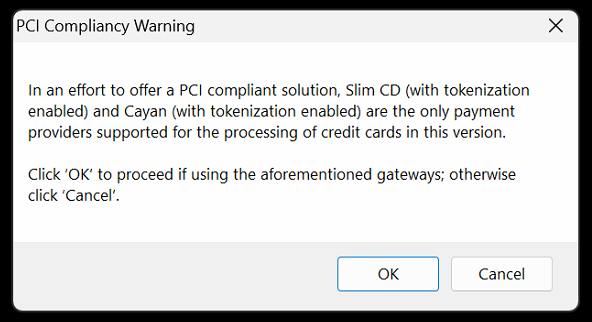 PCI Compliancy Warning
In an effort to offer a PCI compliant solution, Slim CD (with tokenization
enabled) and Cayan (with tokenization enabled) are the only payment
providers supported for the processing of credit cards in this version.
Click ‘OK’ to proceed if using the aforementioned gateways; otherwise
click ‘Cancel’.
OK
Cancel